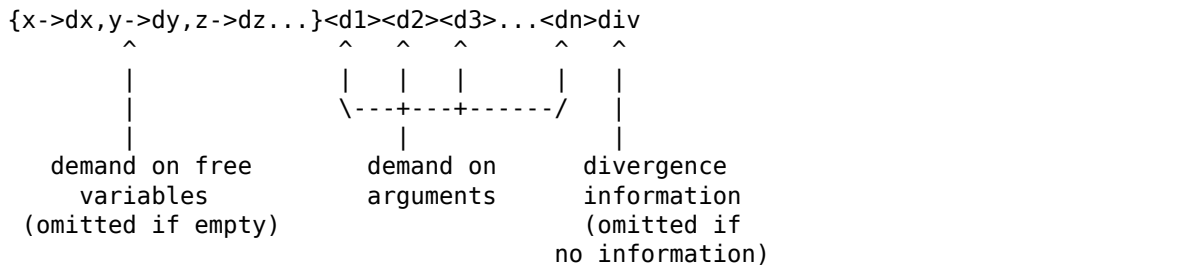 {x->dx,y->dy,z->dz...}<d1><d2><d3>...<dn>div
        ^              ^   ^   ^      ^   ^
        |              |   |   |      |   |
        |              \---+---+------/   |
        |                  |              |
   demand on free        demand on      divergence
     variables           arguments      information
 (omitted if empty)                     (omitted if
                                      no information)